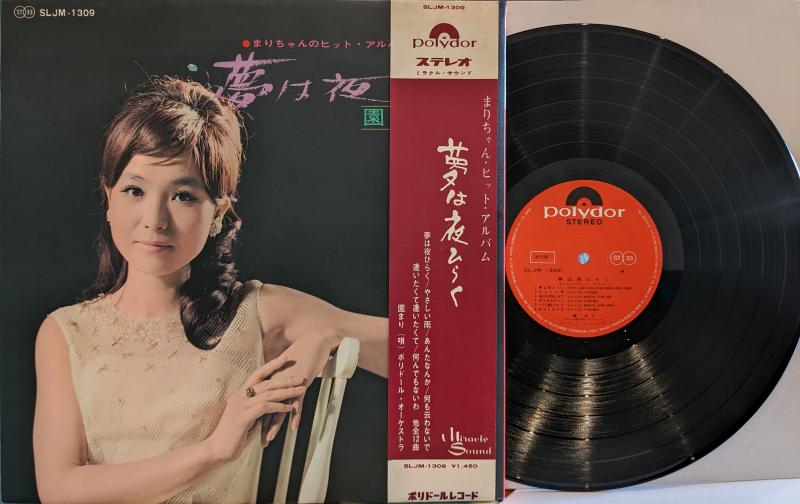 ST 33 SLJM-1309
●まりちゃんのヒット・アル
夢は夜
園
SLJM-1309
polydor
ステレオ
ミラクル・サウンド
まりちゃん・ヒット・アルバム
夢は夜ひらく
夢は夜ひらく/やさしい雨/あんたなんか/何も云わないで
逢いたくて逢いたくて/何んでもないわ 他全12曲
園まり(唄)ポリドール・オーケストラ
Miracle Sound
SLJM-1309 ¥1,450
ポリドールレコード
polydor
STEREO
ST 33
SLJM-1309
夢は夜ひらく
園まり